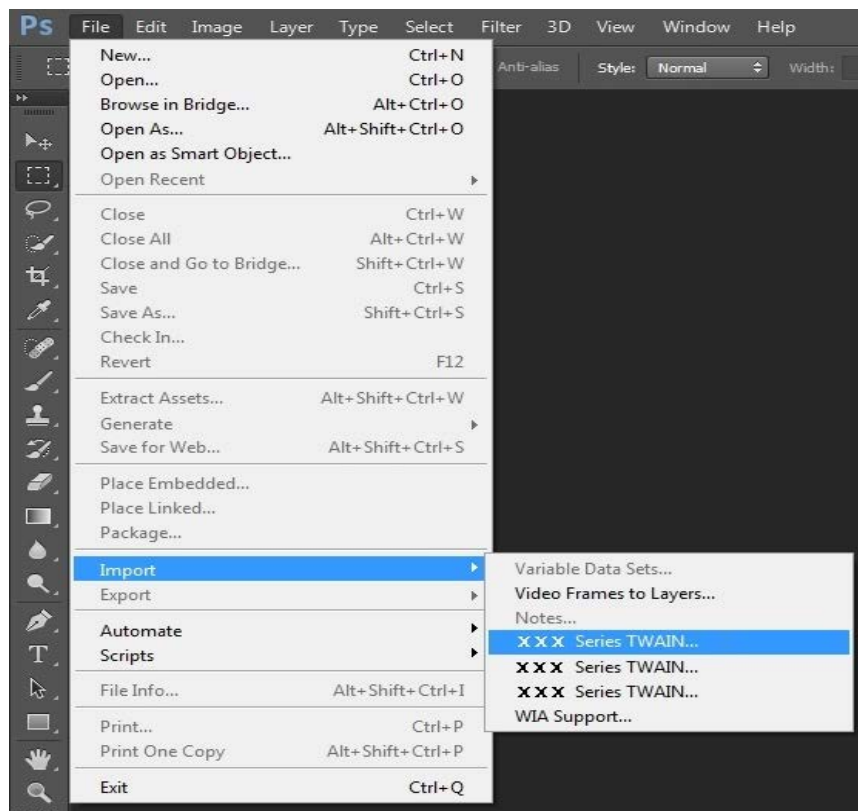 Ps File Edit Image Layer Type Select Filter 3D View Window Help
Anti-alias Style: Normal Width:
New... Ctrl+N
Open... Ctrl+O
Browse in Bridge... Alt+Ctrl+O
Open As... Alt+Shift+Ctrl+O
Open as Smart Object...
Open Recent
Close Ctrl+W
Close All Alt+Ctrl+W
Close and Go to Bridge... Shift+Ctrl+W
Save Ctrl+S
Save As... Shift+Ctrl+S
Check In...
Revert F12
Extract Assets... Alt+Shift+Ctrl+W
Generate
Save for Web... Alt+Shift+Ctrl+S
Place Embedded...
Place Linked...
Package...
Import
Export
Automate
Scripts
File Info... Alt+Shift+Ctrl+I
Print... Ctrl+P
Print One Copy Alt+Shift+Ctrl+P
Exit Ctrl+Q
Variable Data Sets...
Video Frames to Layers...
Notes...
XXX Series TWAIN...
XXX Series TWAIN...
XXX Series TWAIN...
WIA Support...